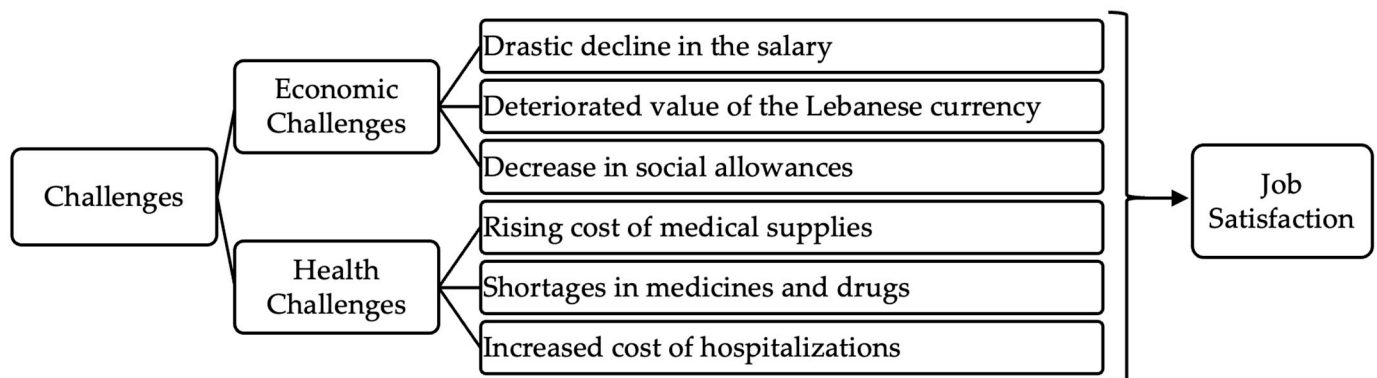 Challenges
Economic
Challenges
Health
Challenges
Drastic decline in the salary
Deteriorated value of the Lebanese currency
Decrease in social allowances
Rising cost of medical supplies
Shortages in medicines and drugs
Increased cost of hospitalizations
Job
Satisfaction